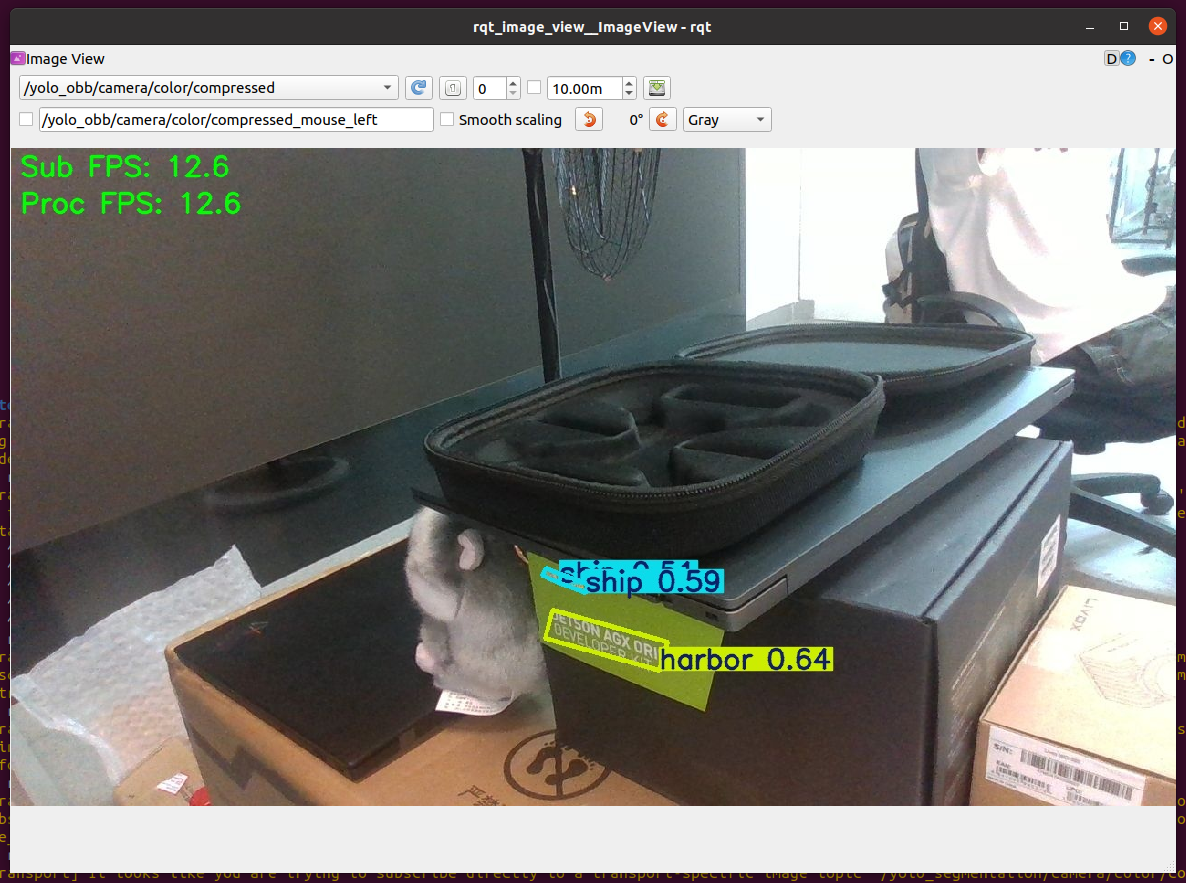 rqt_image_view__ImageView - rqt
Image View
D
- O
/yolo_obb/camera/color/compressed
0
10.00m
/yolo_obb/camera/color/compressed_mouse_left
Smooth scaling
0°
Gray
Sub FPS: 12.6
Proc FPS: 12.6
ship 0.51
ship 0.59
JETSON AGX ORI
DEVELOPER KIT
harbor 0.64
LIVOX
S/N:
EAN:
transport] It looks like you are trying to subscribe directly to a transport-specific image topic '/yolo_segmentation/camera/color/co